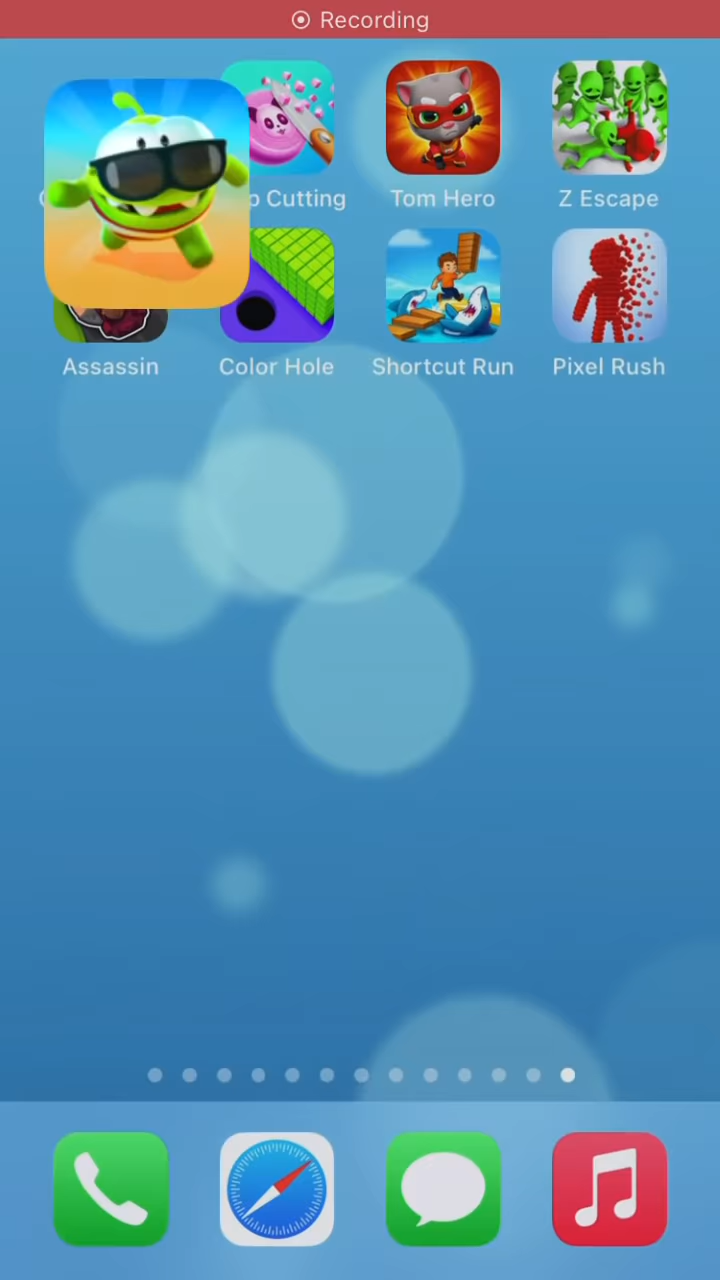 Recording
Cutting
Tom Hero
Z Escape
Assassin
Color Hole
Shortcut Run
Pixel Rush